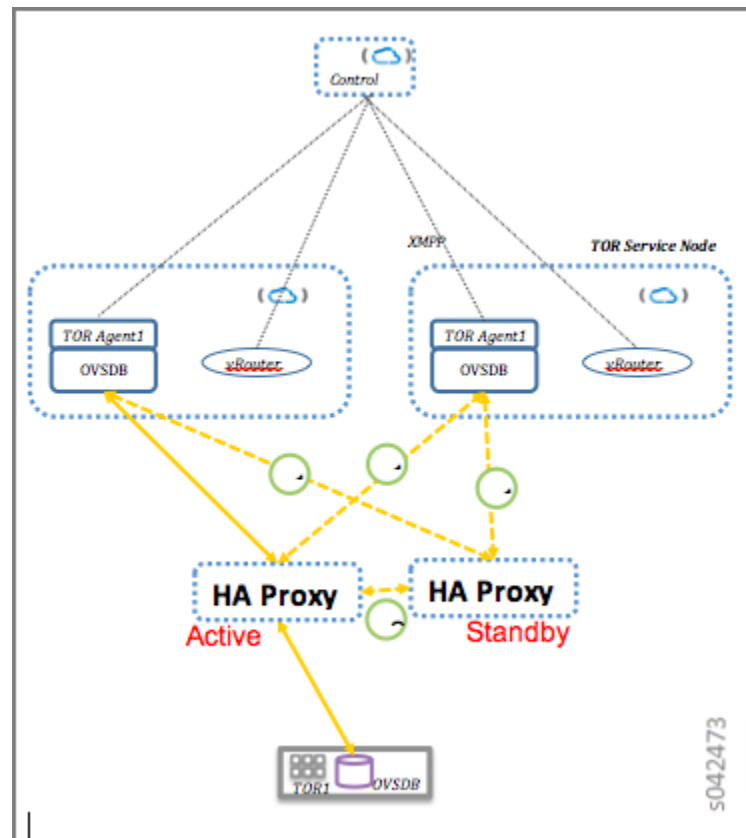 Control
XMPP
TOR Service Node
TOR Agent1
OVSDB
vRouter
TOR Agent1
OVSDB
vRouter
HA Proxy
Active
HA Proxy
Standby
TOR1
OVSDB
s042473